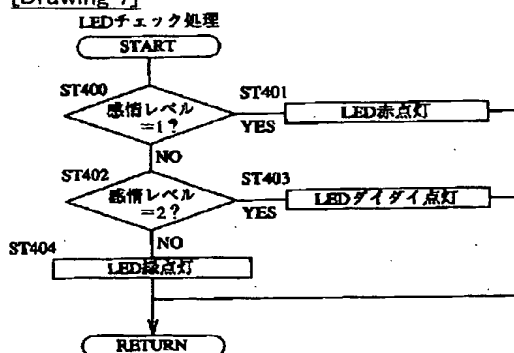 [Drawing 7]
LEDチェック処理
START
ST400
感情レベル
=1?
YES
ST401
LED赤点灯
NO
ST402
感情レベル
=2?
YES
ST403
LEDダイダイ点灯
NO
ST404
LED緑点灯
RETURN